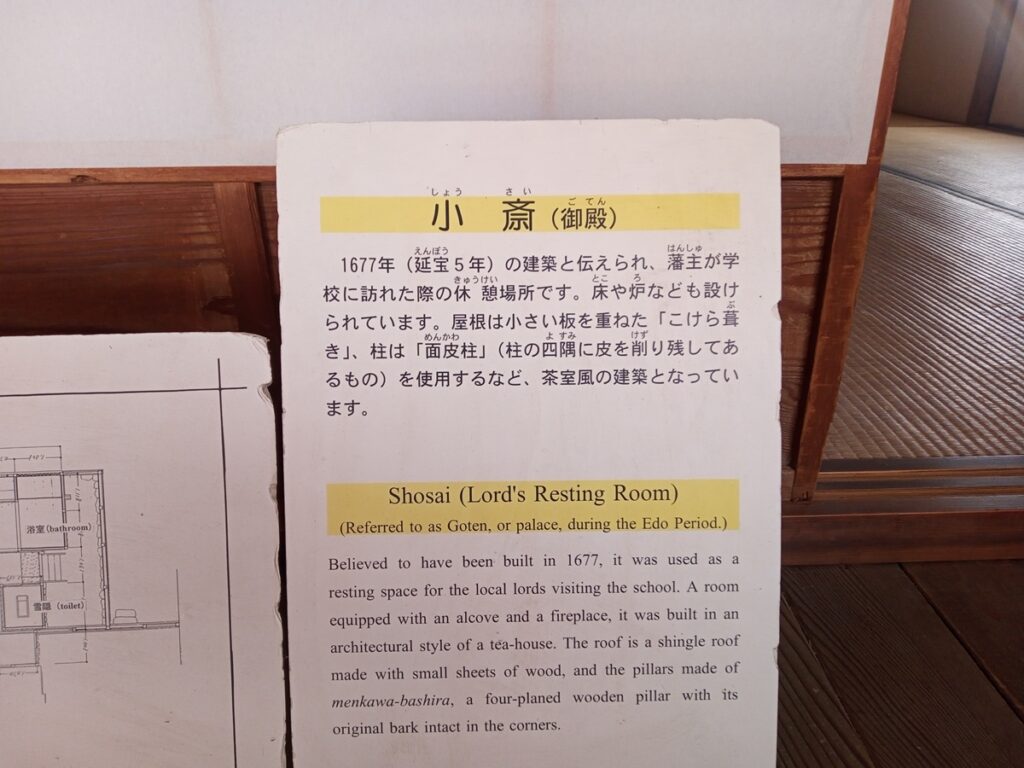 小斎（御殿）
1677年（延宝５年）の建築と伝えられ、藩主が学
校に訪れた際の休憩場所です。床や炉なども設け
られています。屋根は小さい板を重ねた「こけら葺
き」、柱は「面皮柱」（柱の四隅に皮を削り残してあ
るもの）を使用するなど、茶室風の建築となってい
ます。
Shosai (Lord's Resting Room)
(Referred to as Goten, or palace, during the Edo Period.)
Believed to have been built in 1677, it was used as a
resting space for the local lords visiting the school. A room
equipped with an alcove and a fireplace, it was built in an
architectural style of a tea-house. The roof is a shingle roof
made with small sheets of wood, and the pillars made of
menkawa-bashira, a four-planed wooden pillar with its
original bark intact in the corners.
浴室(bathroom)
雪隠 (toilet)